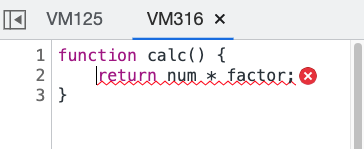 VM125 VM316 ×
1 function calc() {
2     return num * factor;
3 }